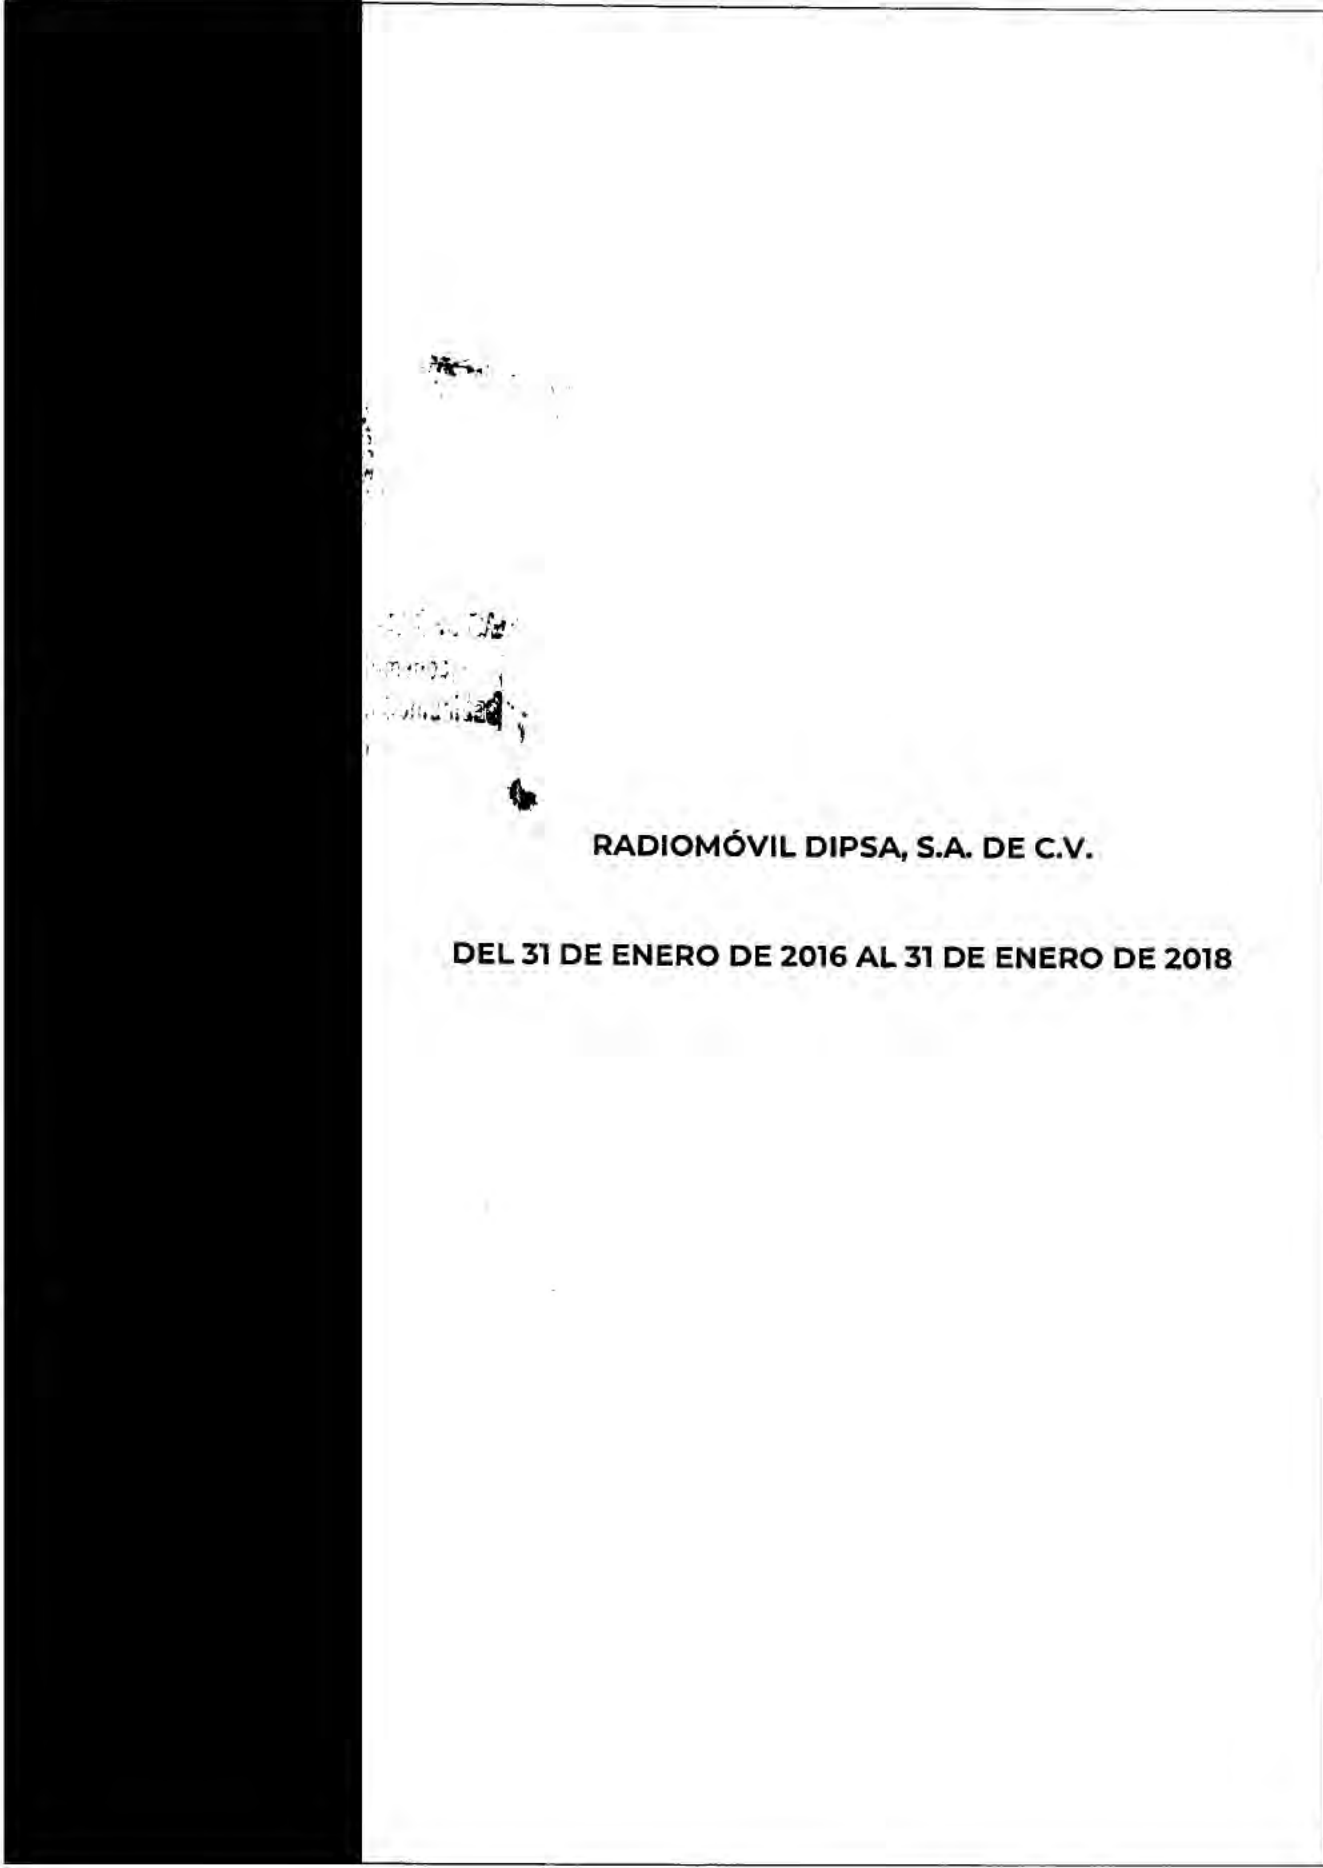 RADIOMÓVIL DIPSA, S.A. DE C.V.
DEL 31 DE ENERO DE 2016 AL 31 DE ENERO DE 2018